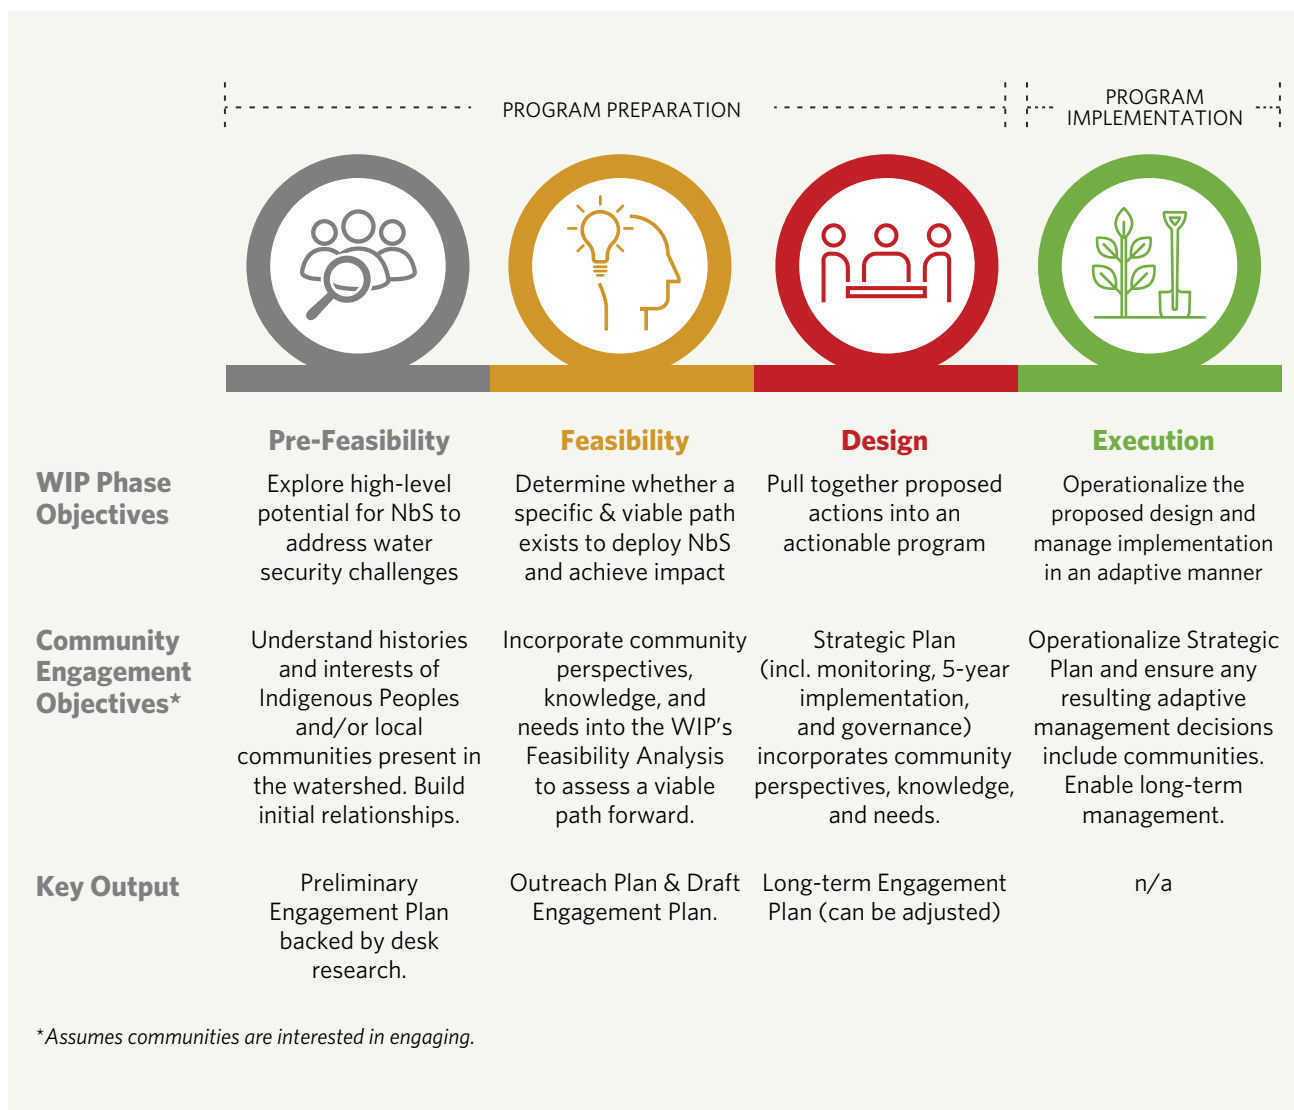 PROGRAM PREPARATION
PROGRAM
IMPLEMENTATION
Pre-Feasibility
Feasibility
Design
Execution
WIP Phase
Objectives
Explore high-level
potential for NbS to
address water
security challenges
Determine whether a
specific & viable path
exists to deploy NbS
and achieve impact
Pull together proposed
actions into an
actionable program
Operationalize the
proposed design and
manage implementation
in an adaptive manner
Community
Engagement
Objectives*
Understand histories
and interests of
Indigenous Peoples
and/or local
communities present in
the watershed. Build
initial relationships.
Incorporate community
perspectives,
knowledge, and
needs into the WIP’s
Feasibility Analysis
to assess a viable
path forward.
Strategic Plan
(incl. monitoring, 5-year
implementation,
and governance)
incorporates community
perspectives, knowledge,
and needs.
Operationalize Strategic
Plan and ensure any
resulting adaptive
management decisions
include communities.
Enable long-term
management.
Key Output
Preliminary
Engagement Plan
backed by desk
research.
Outreach Plan & Draft
Engagement Plan.
Long-term Engagement
Plan (can be adjusted)
n/a
*Assumes communities are interested in engaging.